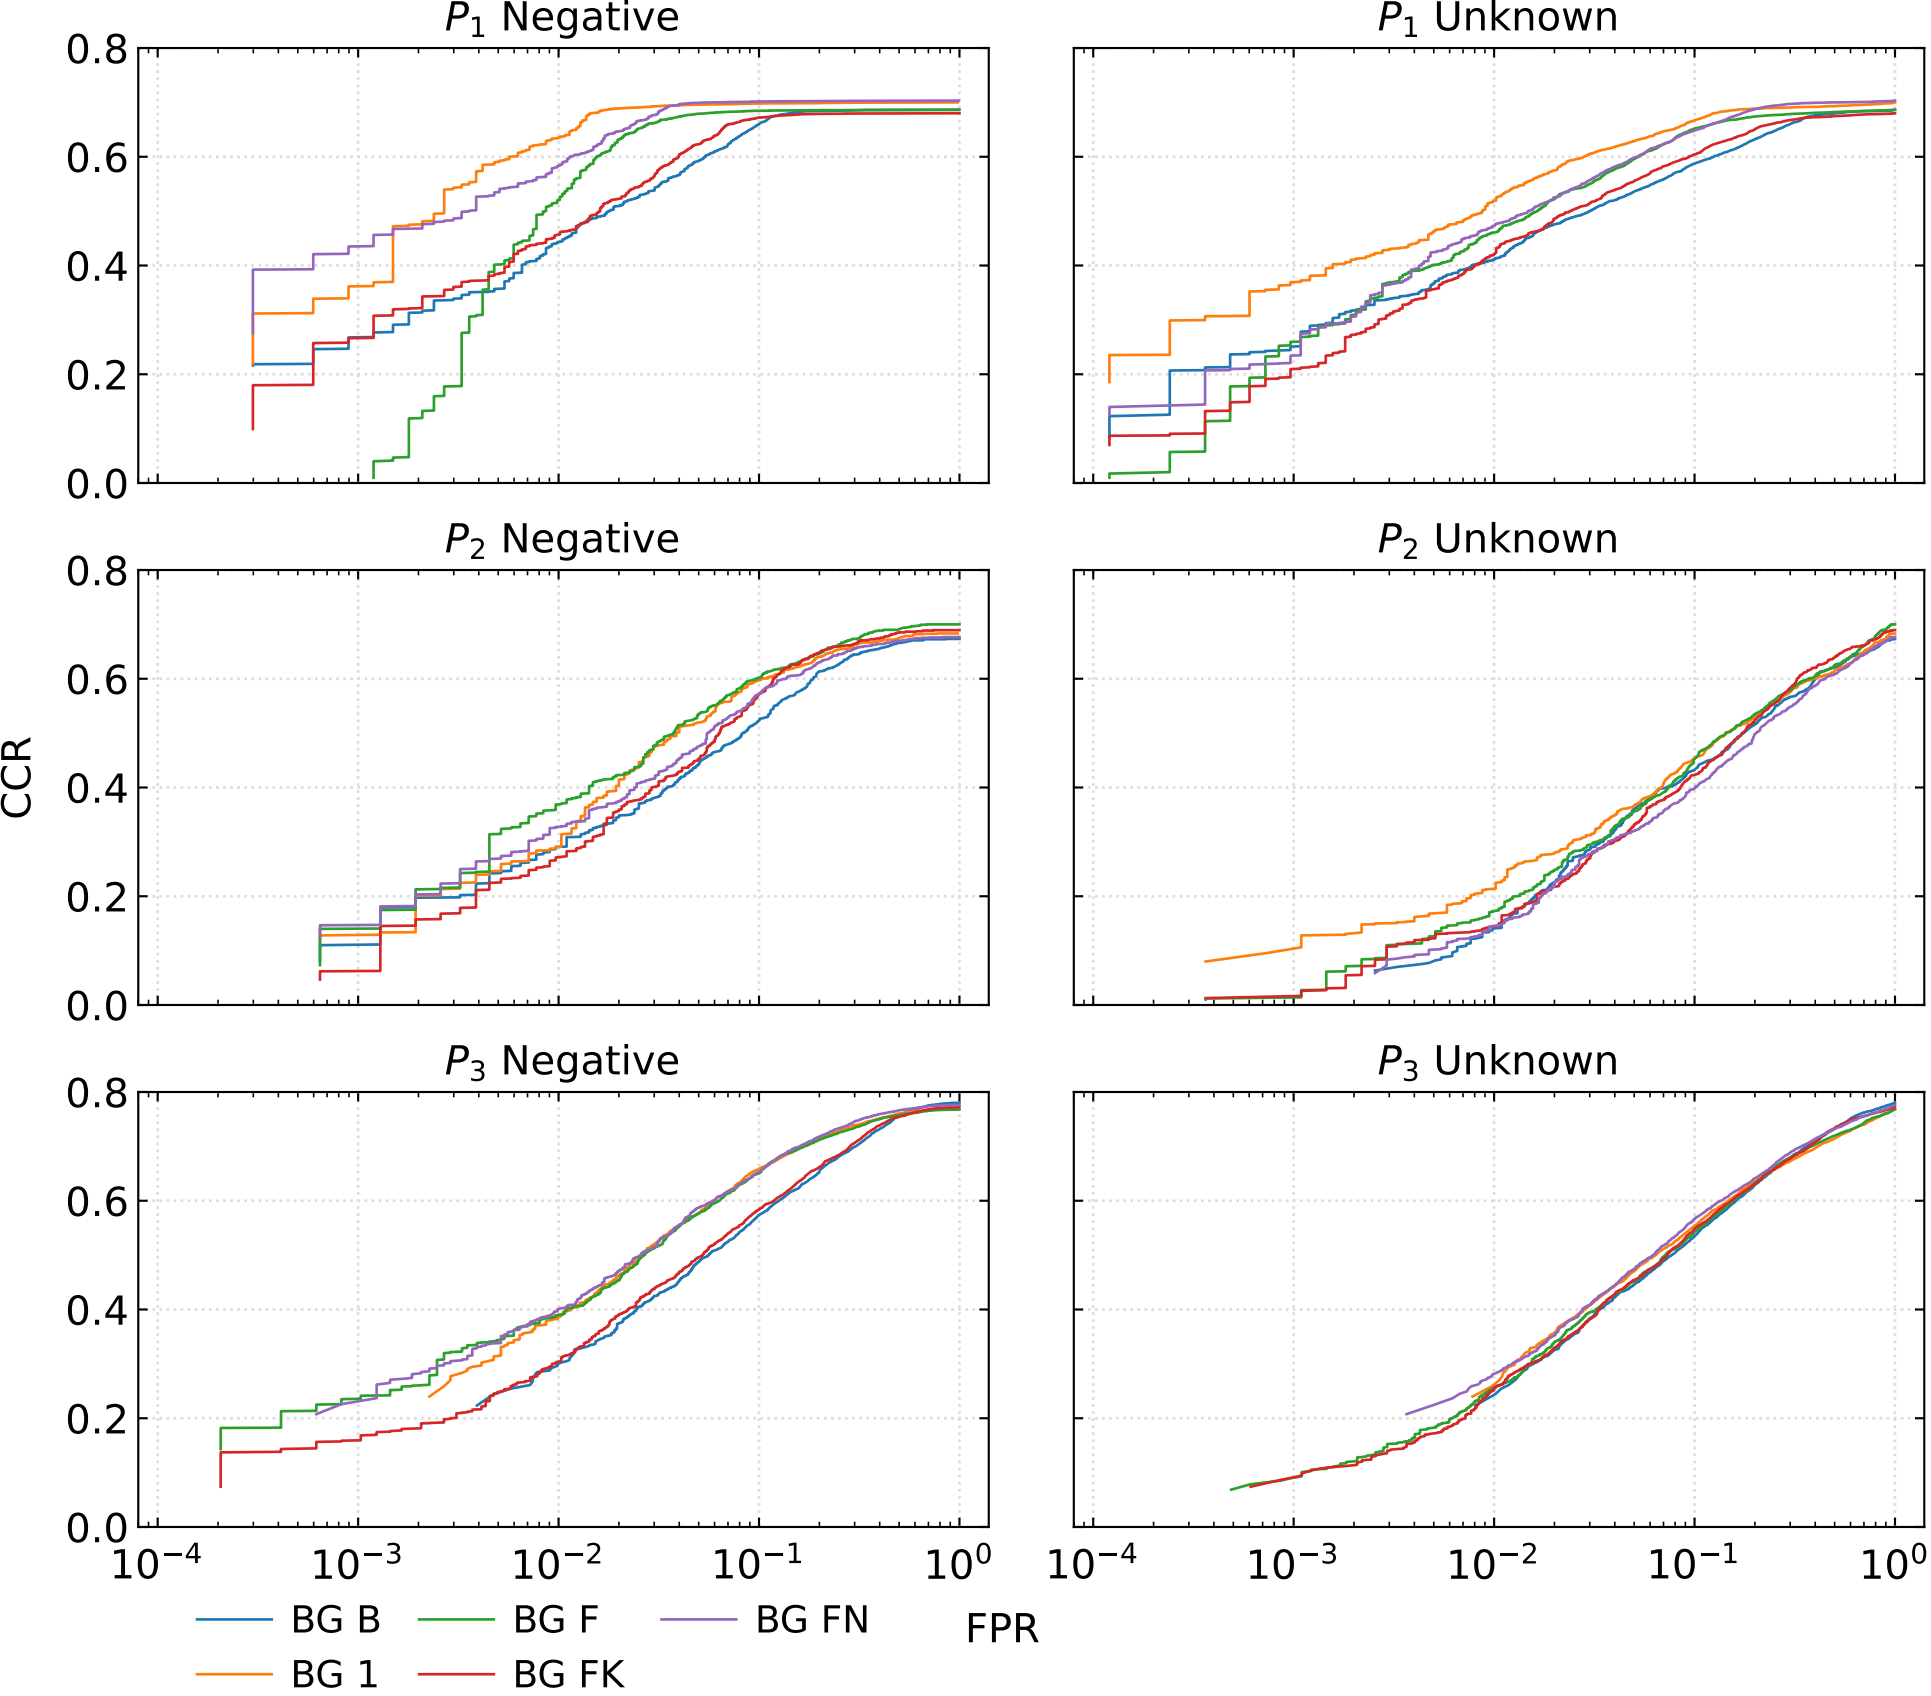 P₁ Negative
P₁ Unknown
0.8
0.6
0.4
0.2
0.0
P₂ Negative
P₂ Unknown
0.8
0.6
0.4
0.2
0.0
CCR
P₃ Negative
P₃ Unknown
0.8
0.6
0.4
0.2
0.0
10⁻⁴ 10⁻³ 10⁻² 10⁻¹ 10⁰
10⁻⁴ 10⁻³ 10⁻² 10⁻¹ 10⁰
BG B BG F BG FN
FPR
BG 1 BG FK